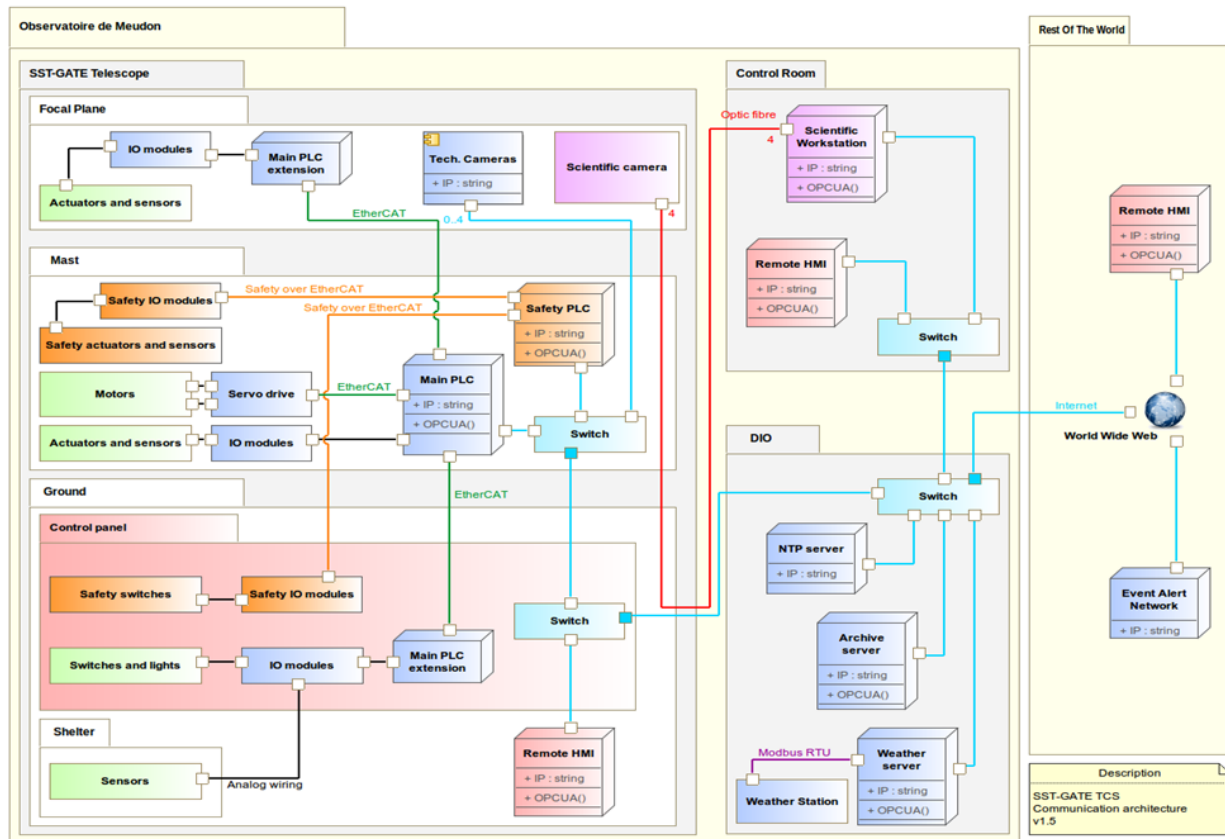 Observatoire de Meudon
SST-GATE Telescope
Focal Plane
IO modules
Main PLC
extension
Actuators and sensors
Tech. Cameras
+ IP : string
0..4
Scientific camera
4
EtherCAT
Mast
Safety IO modules
Safety over EtherCAT
Safety over EtherCAT
Safety actuators and sensors
Safety PLC
+ IP : string
+ OPCUA()
Motors
Servo drive
EtherCAT
Main PLC
+ IP : string
+ OPCUA()
Actuators and sensors
IO modules
Switch
EtherCAT
Ground
Control panel
Safety switches
Safety IO modules
Switches and lights
IO modules
Main PLC
extension
Switch
Shelter
Sensors
Analog wiring
Remote HMI
+ IP : string
+ OPCUA()
Control Room
Optic fibre
4
Scientific
Workstation
+ IP : string
+ OPCUA()
Remote HMI
+ IP : string
+ OPCUA()
Switch
DIO
Switch
NTP server
+ IP : string
Archive
server
+ IP : string
+ OPCUA()
Modbus RTU
Weather
server
+ IP : string
+ OPCUA()
Weather Station
Rest Of The World
Remote HMI
+ IP : string
+ OPCUA()
Internet
World Wide Web
Event Alert
Network
+ IP : string
Description
SST-GATE TCS
Communication architecture
v1.5